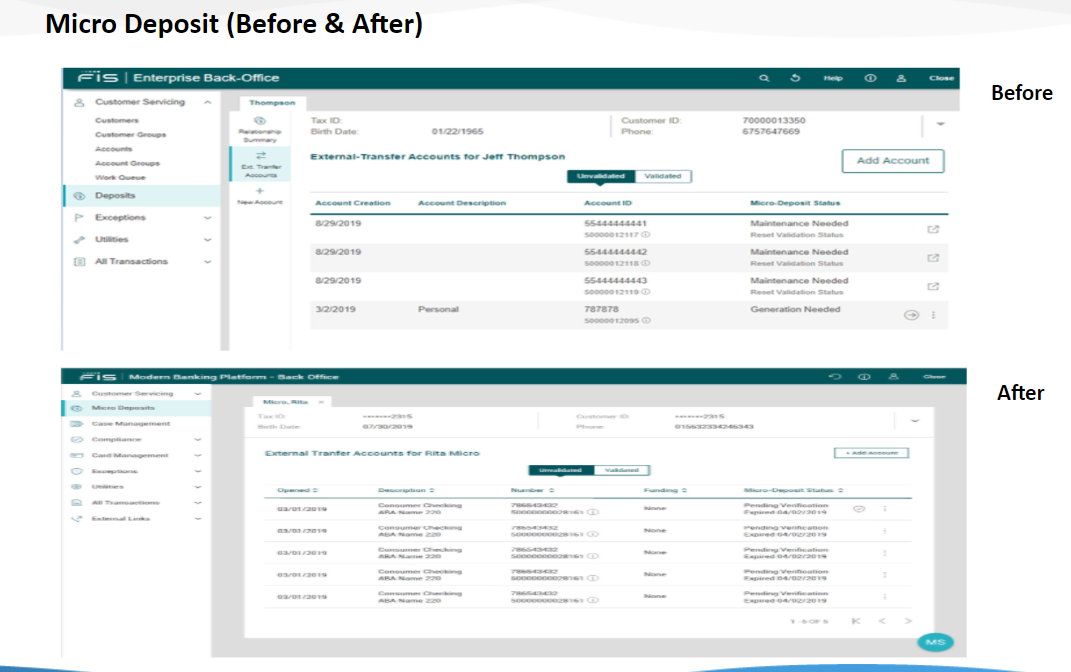 Micro Deposit (Before & After)
FIS | Enterprise Back-Office
Help
Close
Before
Customer Servicing
Customers
Customer Groups
Accounts
Account Groups
Work Queue
Deposits
Exceptions
Utilities
All Transactions
Thompson
Relationship
Summary
Ext. Tranfer
Accounts
New Account
Tax ID:
Birth Date: 01/22/1965
Customer ID: 70000013350
Phone: 6757647669
External-Transfer Accounts for Jeff Thompson
Add Account
Unvalidated Validated
Account Creation Account Description Account ID Micro-Deposit Status
8/29/2019 55444444441 Maintenance Needed
50000012117 Reset Validation Status
8/29/2019 55444444442 Maintenance Needed
50000012118 Reset Validation Status
8/29/2019 55444444443 Maintenance Needed
50000012119 Reset Validation Status
3/2/2019 Personal 787878 Generation Needed
50000012095
FIS | Modern Banking Platform - Back Office
Close
After
Customer Servicing
Micro Deposits
Case Management
Compliance
Card Management
Exceptions
Utilities
All Transactions
External Links
Micro, Rita ×
Tax ID: 2315
Birth Date: 07/30/2019
Customer ID: 2315
Phone: 015632334246343
External Tranfer Accounts for Rita Micro
+ Add Account
Unvalidated Validated
Opened Description Number Funding Micro-Deposit Status
03/01/2019 Consumer Checking 786543432 None Pending Verification
ABA Name 220 50000000028161 Expired 04/02/2019
03/01/2019 Consumer Checking 786543432 None Pending Verification
ABA Name 220 50000000028161 Expired 04/02/2019
03/01/2019 Consumer Checking 786543432 None Pending Verification
ABA Name 220 50000000028161 Expired 04/02/2019
03/01/2019 Consumer Checking 786543432 None Pending Verification
ABA Name 220 50000000028161 Expired 04/02/2019
03/01/2019 Consumer Checking 786543432 None Pending Verification
ABA Name 220 50000000028161 Expired 04/02/2019
MS